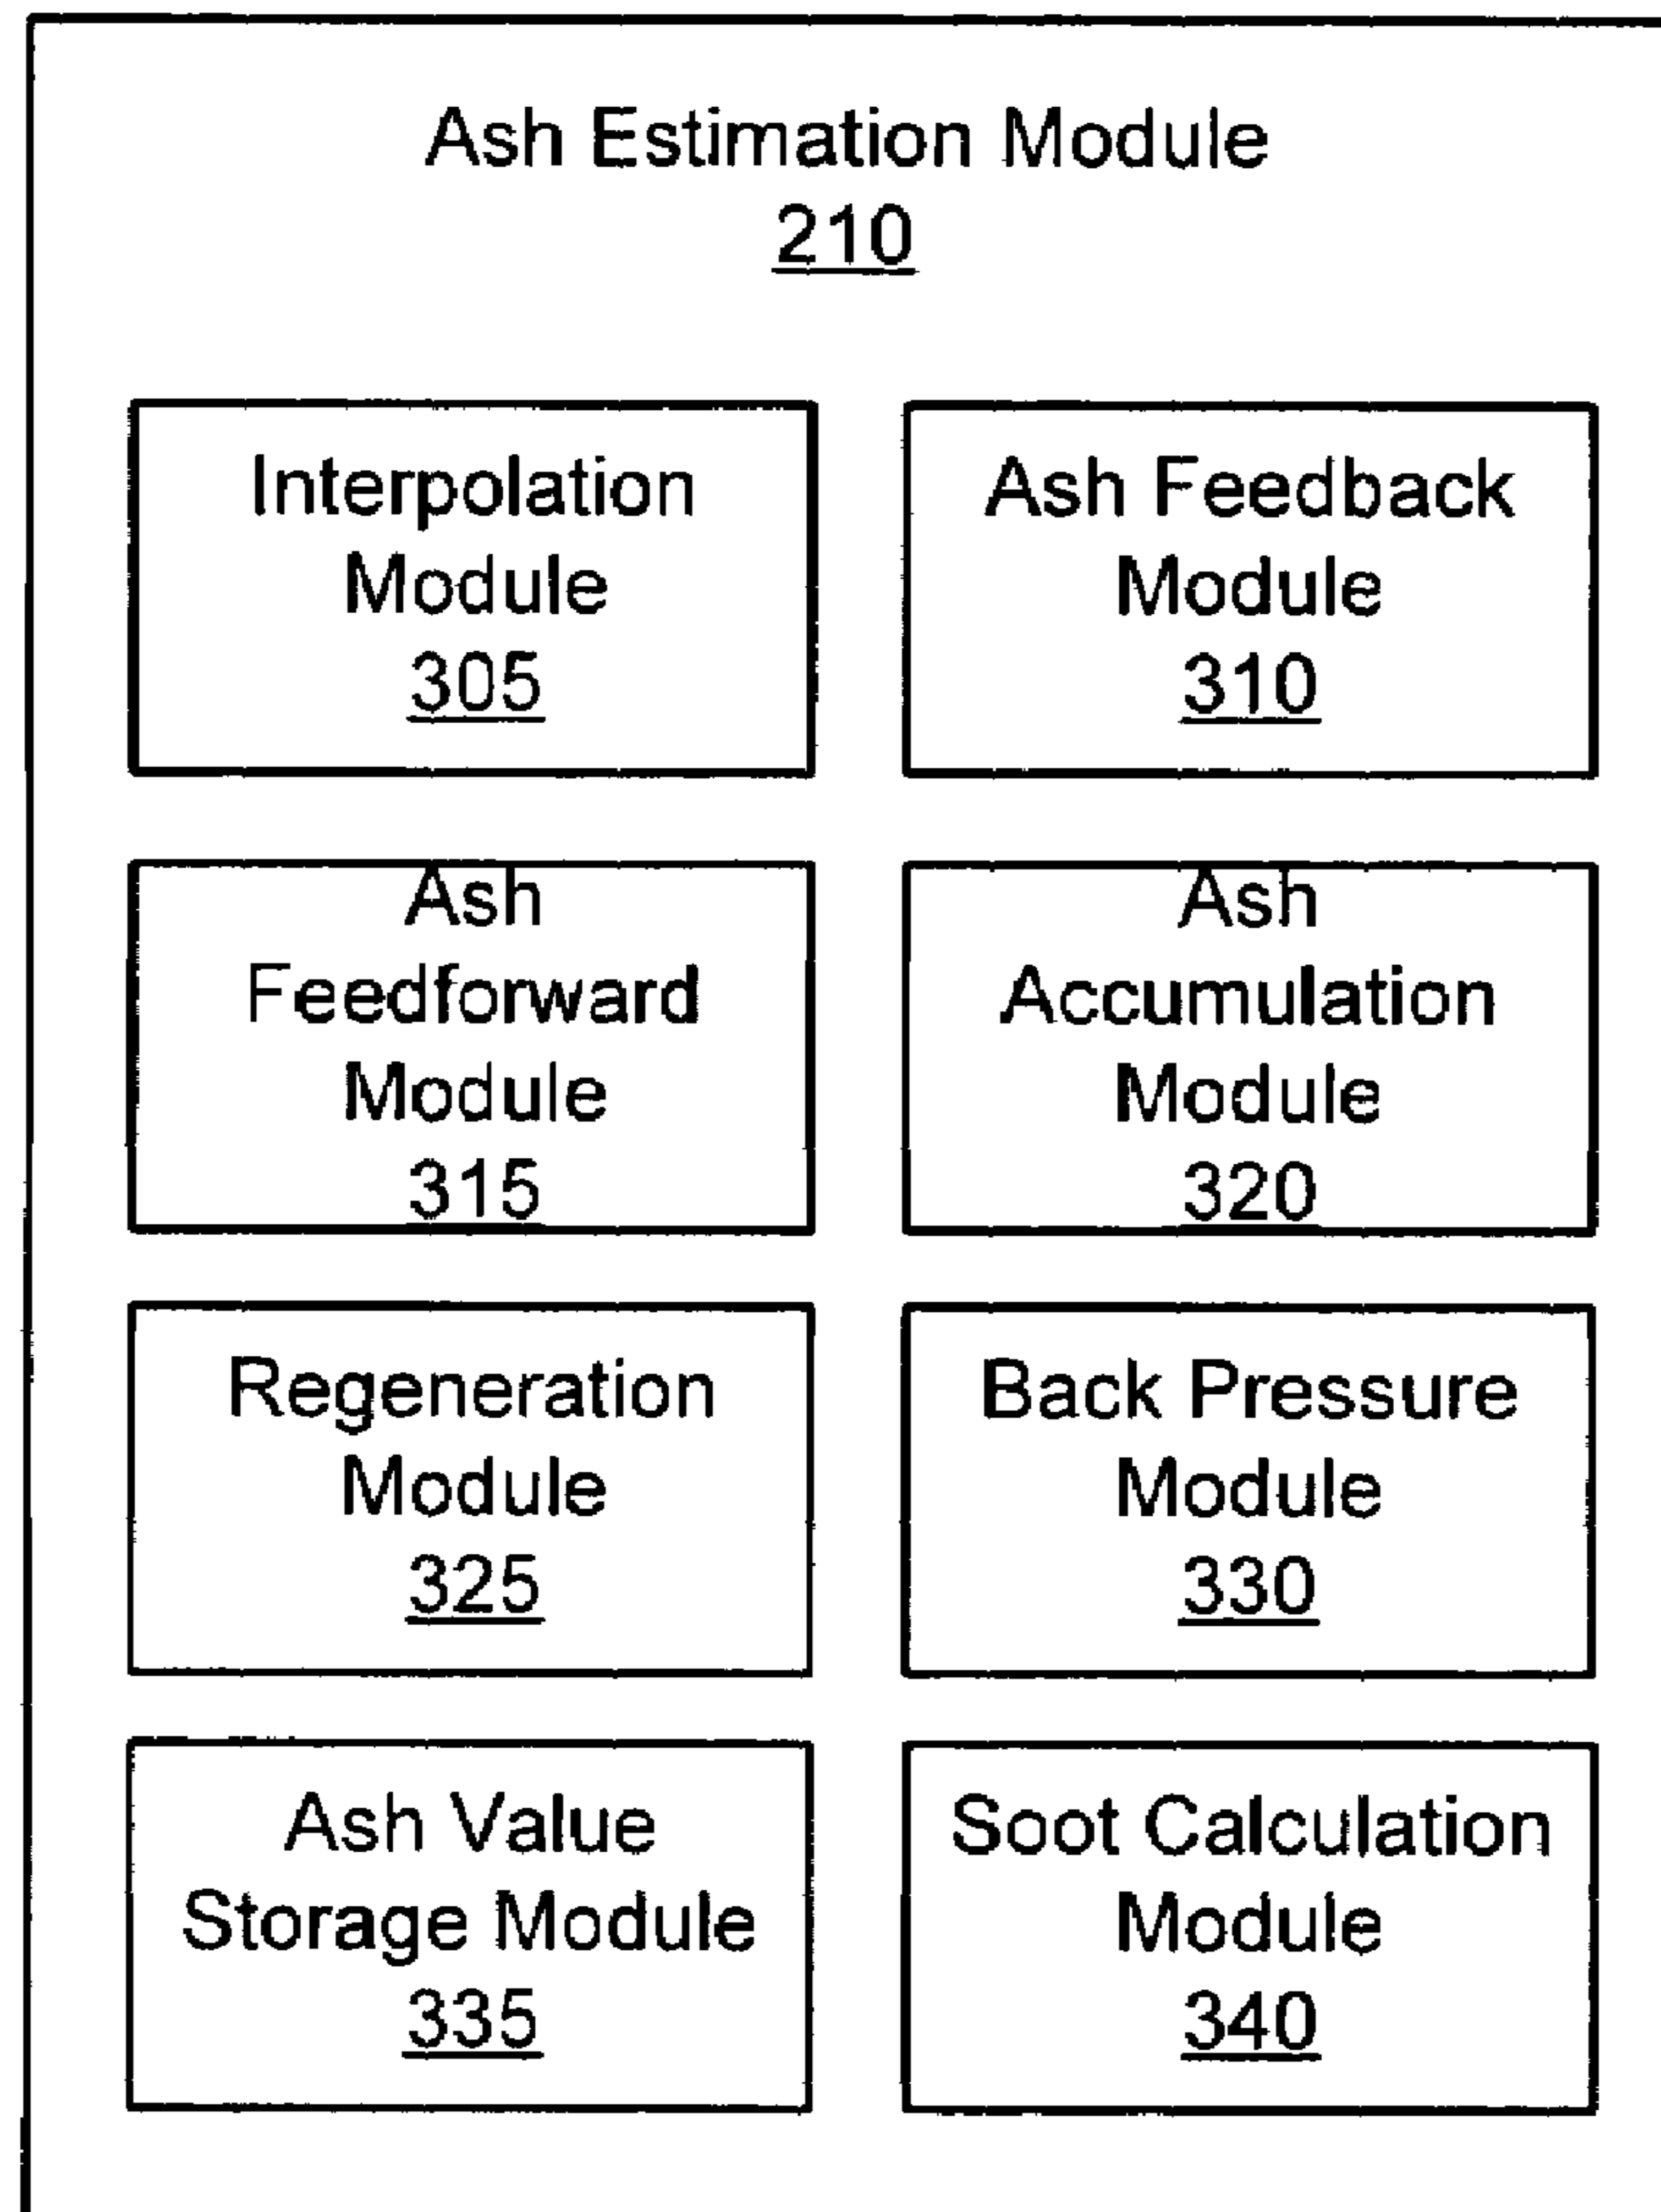 Ash Estimation Module
210
Interpolation
Module
305
Ash Feedback
Module
310
Ash
Feedforward
Module
315
Ash
Accumulation
Module
320
Regeneration
Module
325
Back Pressure
Module
330
Ash Value
Storage Module
335
Soot Calculation
Module
340